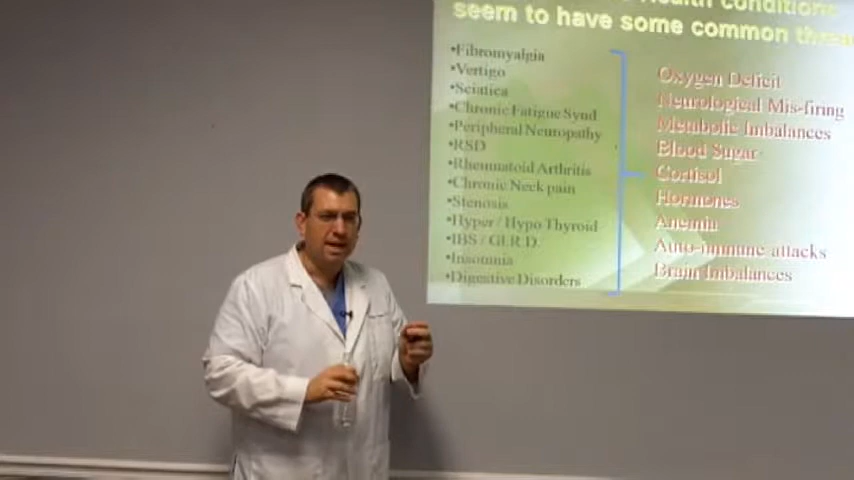 Health conditions
seem to have some common
•Fibromyalgia
•Vertigo
•Sciatica
•Chronic Fatigue Synd
•Peripheral Neuropathy
•RSD
•Rheumatoid Arthritis
•Chronic Neck pain
•Stenosis
•Hyper / Hypo Thyroid
•IBS / GERD.
•Insomnia
•Digestive Disorders
Oxygen Deficit
Neurological Mis-firing
Metabolic Imbalances
Blood Sugar
Cortisol
Hormones
Anemia
Auto-immune attacks
Brain Imbalances